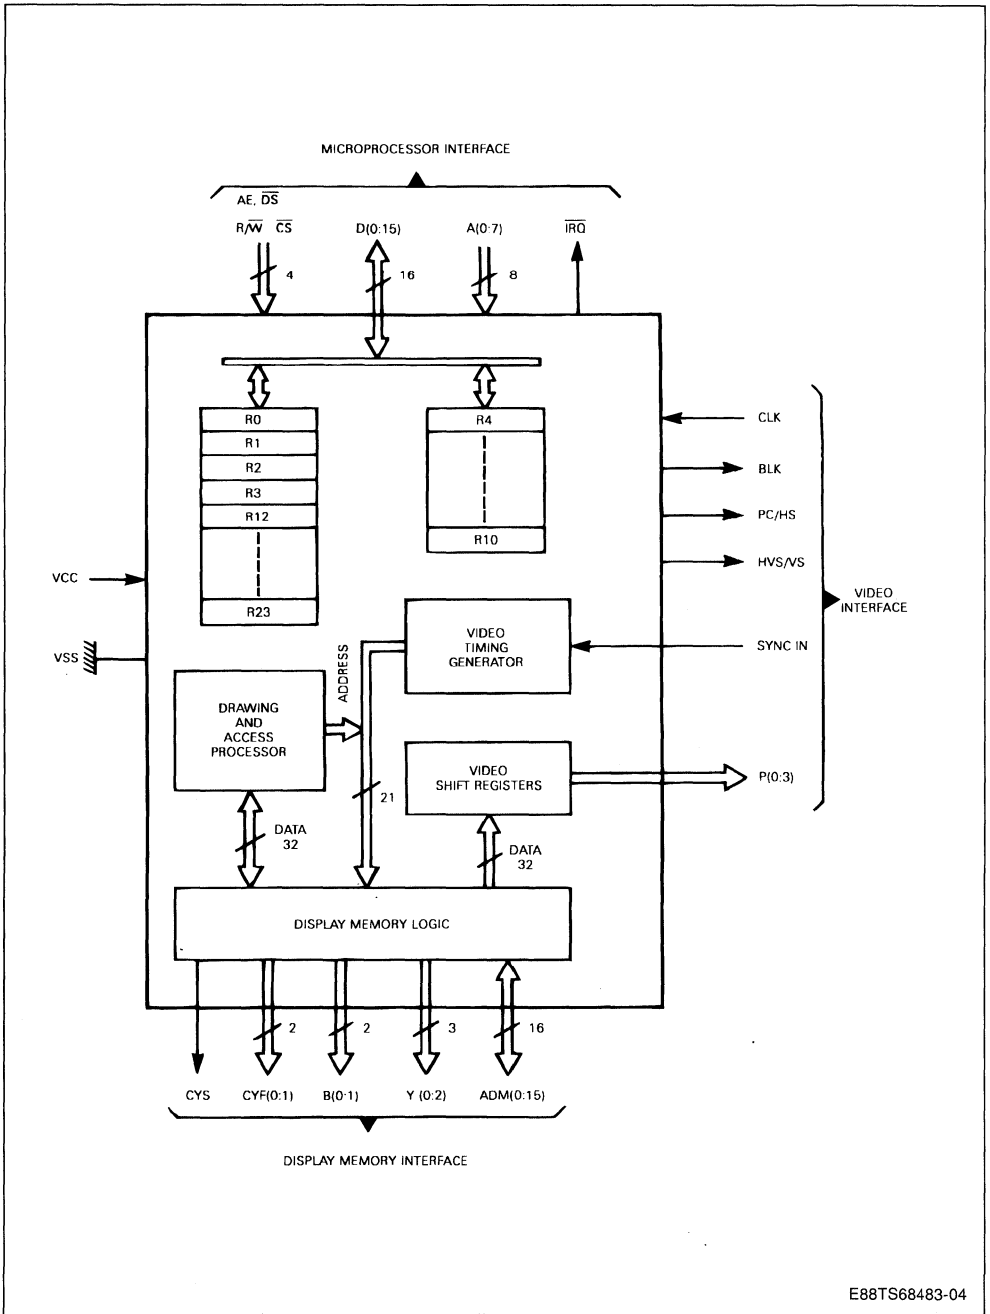 MICROPROCESSOR INTERFACE
AE, D̅S̅
R/W̅ C̅S̅
D(0:15)
A(0:7)
I̅R̅Q̅
4
16
8
R0
R1
R2
R3
R12
R23
R4
R10
CLK
BLK
PC/HS
HVS/VS
SYNC IN
P(0:3)
VIDEO
INTERFACE
VCC
VSS
VIDEO
TIMING
GENERATOR
ADDRESS
DRAWING
AND
ACCESS
PROCESSOR
VIDEO
SHIFT REGISTERS
21
DATA
32
DATA
32
DISPLAY MEMORY LOGIC
2
2
3
16
CYS
CYF(0:1)
B(0:1)
Y (0:2)
ADM(0:15)
DISPLAY MEMORY INTERFACE
E88TS68483-04